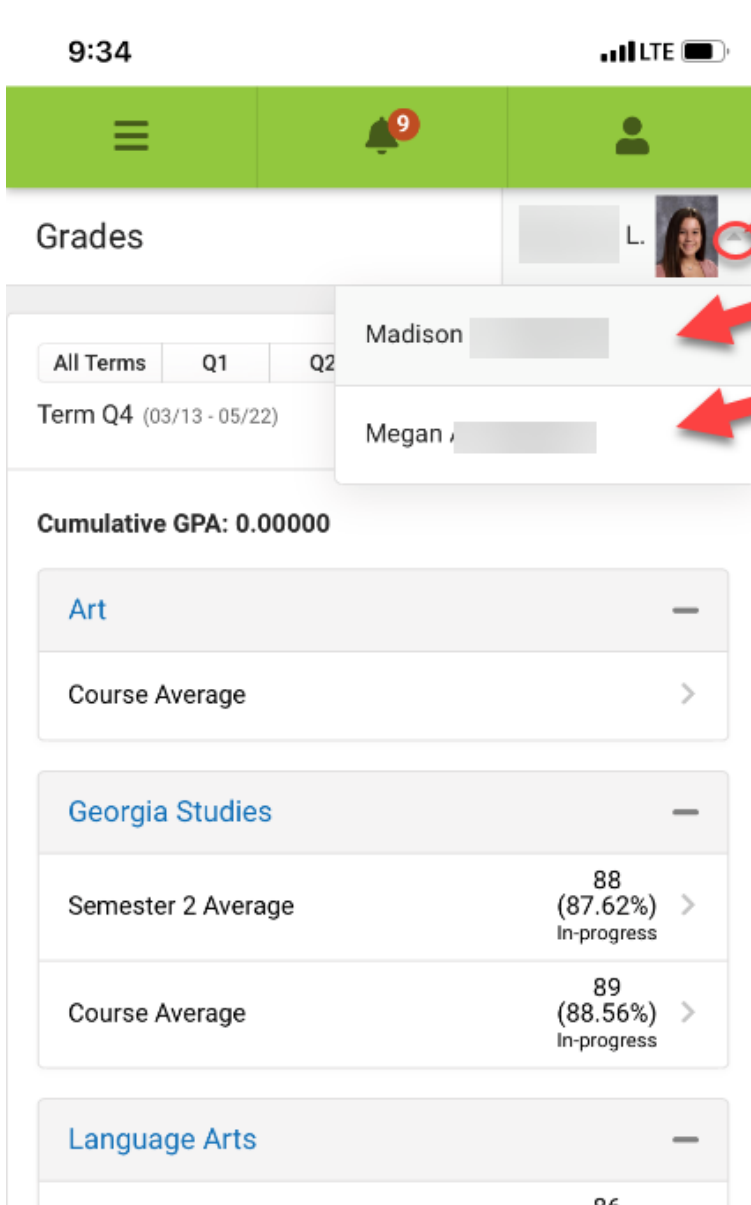 9:34 LTE
9
Grades L.
Madison
All Terms Q1 Q2
Term Q4 (03/13 - 05/22)
Megan
Cumulative GPA: 0.00000
Art
Course Average
Georgia Studies
88
Semester 2 Average (87.62%)
In-progress
89
Course Average (88.56%)
In-progress
Language Arts